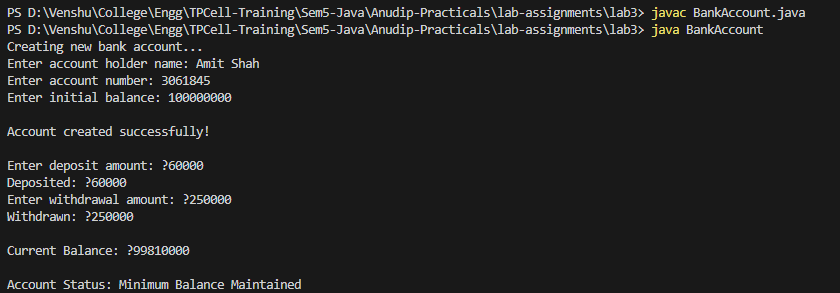 PS D:\Venshu\College\Engg\TPCell-Training\Sem5-Java\Anudip-Practicals\lab-assignments\lab3> javac BankAccount.java
PS D:\Venshu\College\Engg\TPCell-Training\Sem5-Java\Anudip-Practicals\lab-assignments\lab3> java BankAccount
Creating new bank account...
Enter account holder name: Amit Shah
Enter account number: 3061845
Enter initial balance: 100000000
Account created successfully!
Enter deposit amount: ?60000
Deposited: ?60000
Enter withdrawal amount: ?250000
Withdrawn: ?250000
Current Balance: ?99810000
Account Status: Minimum Balance Maintained